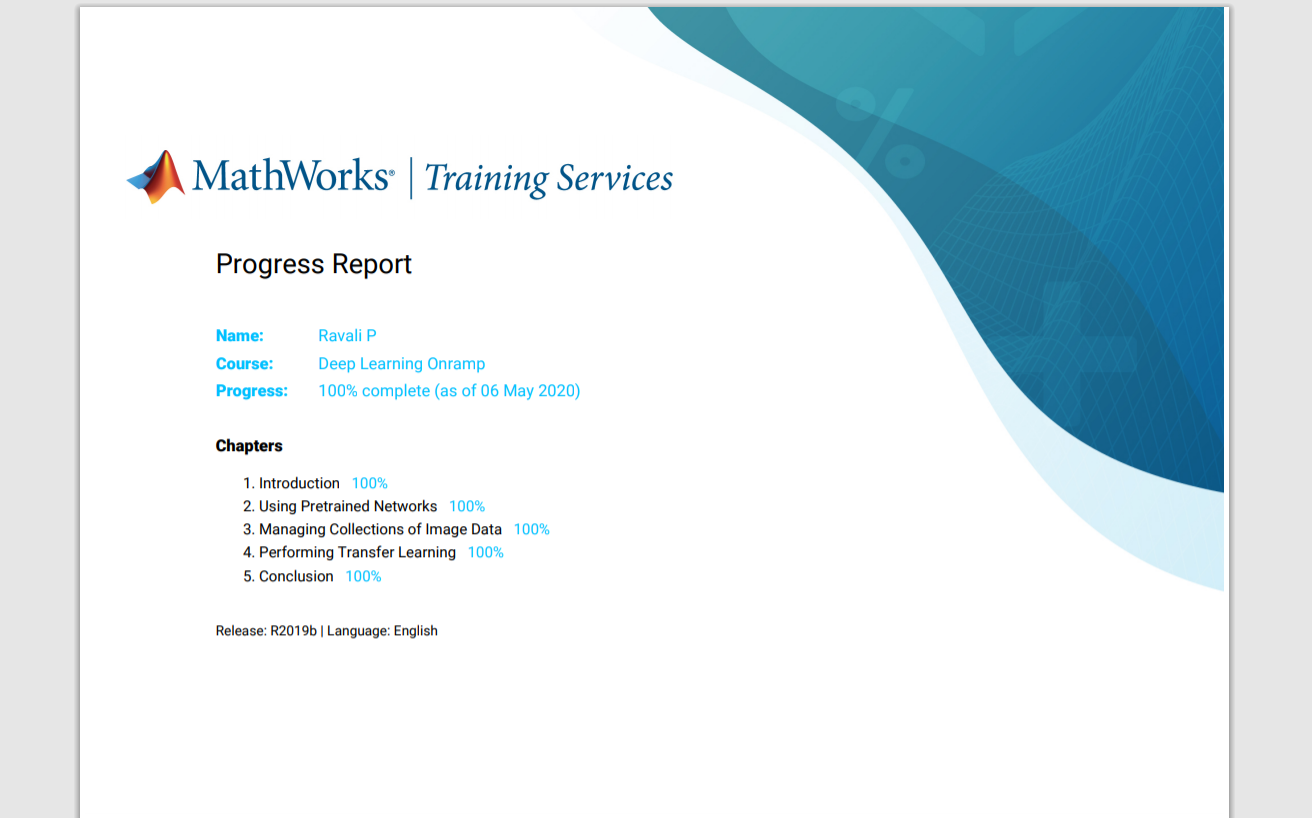 MathWorks® | Training Services
Progress Report
Name: Ravali P
Course: Deep Learning Onramp
Progress: 100% complete (as of 06 May 2020)
Chapters
1. Introduction 100%
2. Using Pretrained Networks 100%
3. Managing Collections of Image Data 100%
4. Performing Transfer Learning 100%
5. Conclusion 100%
Release: R2019b | Language: English
%